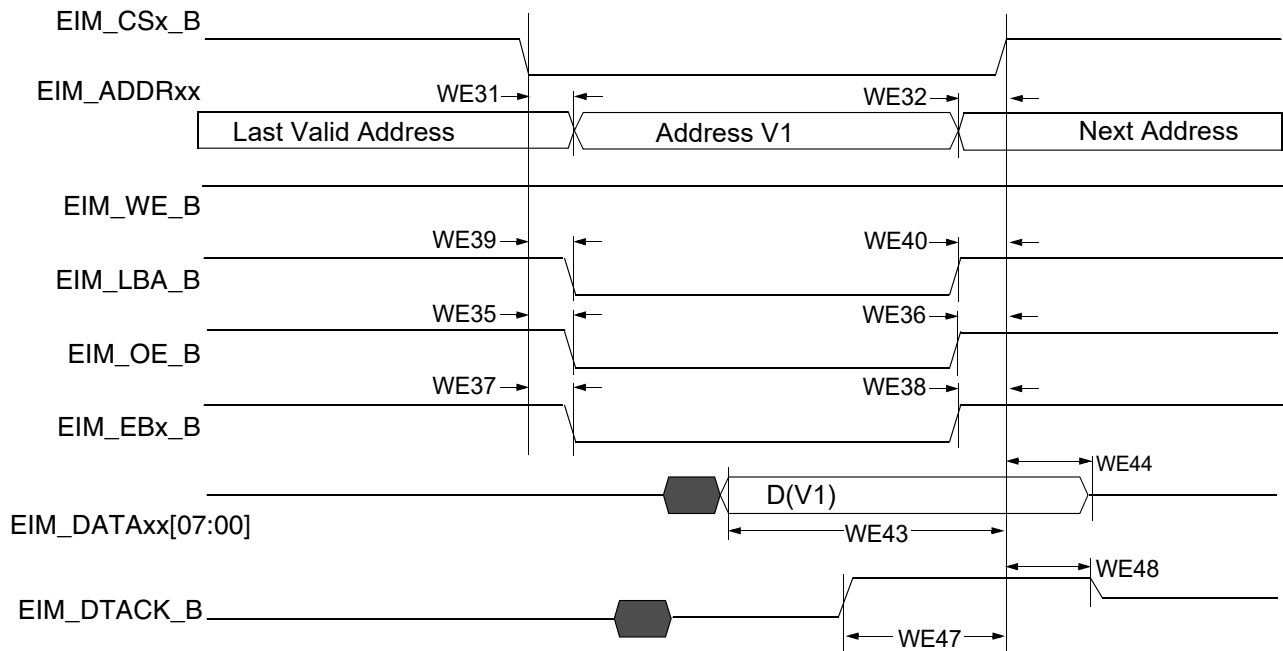 EIM_CSx_B
EIM_ADDRxx
WE31
WE32
Last Valid Address
Address V1
Next Address
EIM_WE_B
WE39
WE40
EIM_LBA_B
WE35
WE36
EIM_OE_B
WE37
WE38
EIM_EBx_B
WE44
D(V1)
EIM_DATAxx[07:00]
WE43
WE48
EIM_DTACK_B
WE47